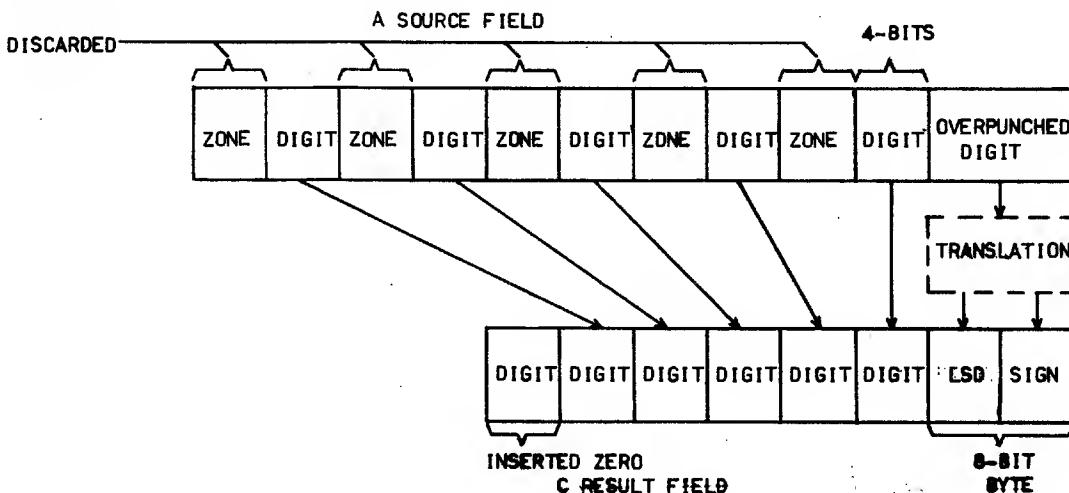 A SOURCE FIELD
DISCARDED
4-BITS
ZONE DIGIT ZONE DIGIT ZONE DIGIT ZONE DIGIT ZONE DIGIT OVERPUNCHED
DIGIT
TRANSLATION
DIGIT DIGIT DIGIT DIGIT DIGIT DIGIT LSD SIGN
INSERTED ZERO
8-BIT
C RESULT FIELD
BYTE